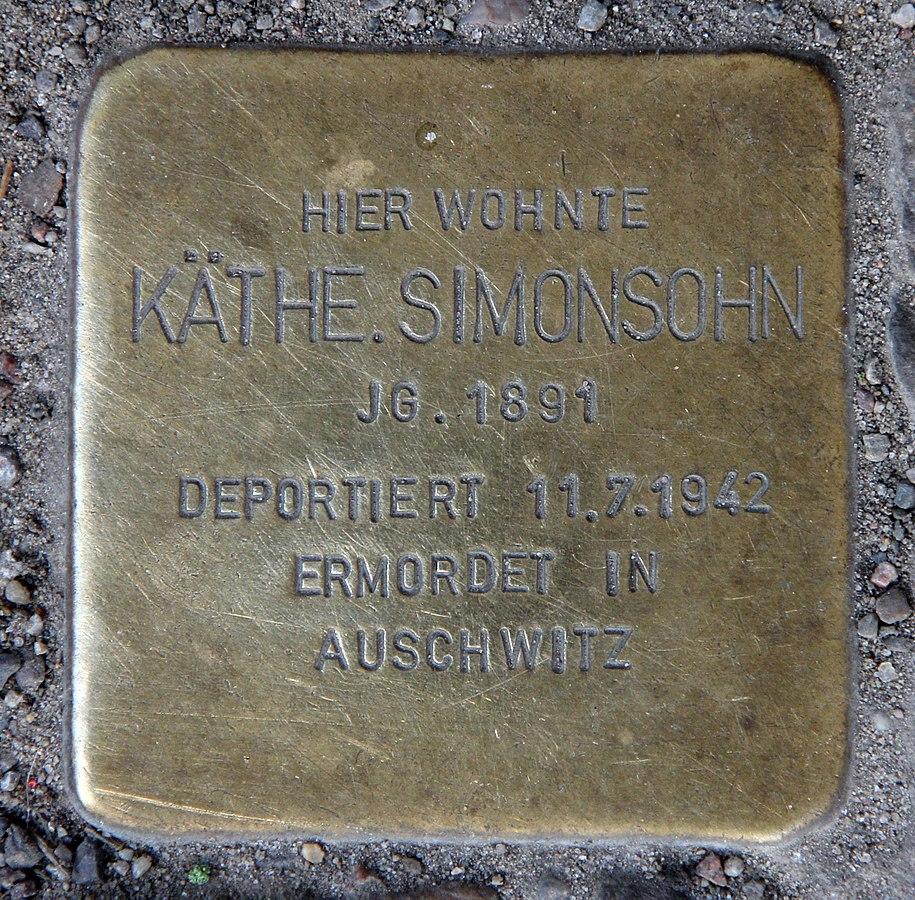 HIER WOHNTE
KÄTHE. SIMONSOHN
JG. 1891
DEPORTIERT 11.7.1942
ERMORDET IN
AUSCHWITZ